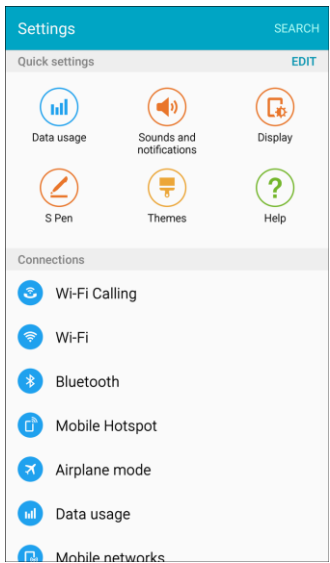 Settings SEARCH
Quick settings EDIT
Data usage Sounds and notifications Display
S Pen Themes Help
Connections
Wi-Fi Calling
Wi-Fi
Bluetooth
Mobile Hotspot
Airplane mode
Data usage
Mobile networks